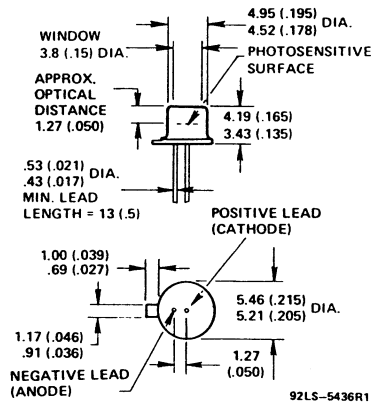 4.95 (.195)
4.52 (.178) DIA.
WINDOW
3.8 (.15) DIA.
PHOTOSENSITIVE
SURFACE
APPROX.
OPTICAL
DISTANCE
1.27 (.050)
4.19 (.165)
3.43 (.135)
.53 (.021)
.43 (.017) DIA.
MIN. LEAD
LENGTH = 13 (.5)
POSITIVE LEAD
(CATHODE)
1.00 (.039)
.69 (.027)
5.46 (.215)
5.21 (.205) DIA.
1.17 (.046)
.91 (.036)
1.27
(.050)
NEGATIVE LEAD
(ANODE)
92LS-5436R1